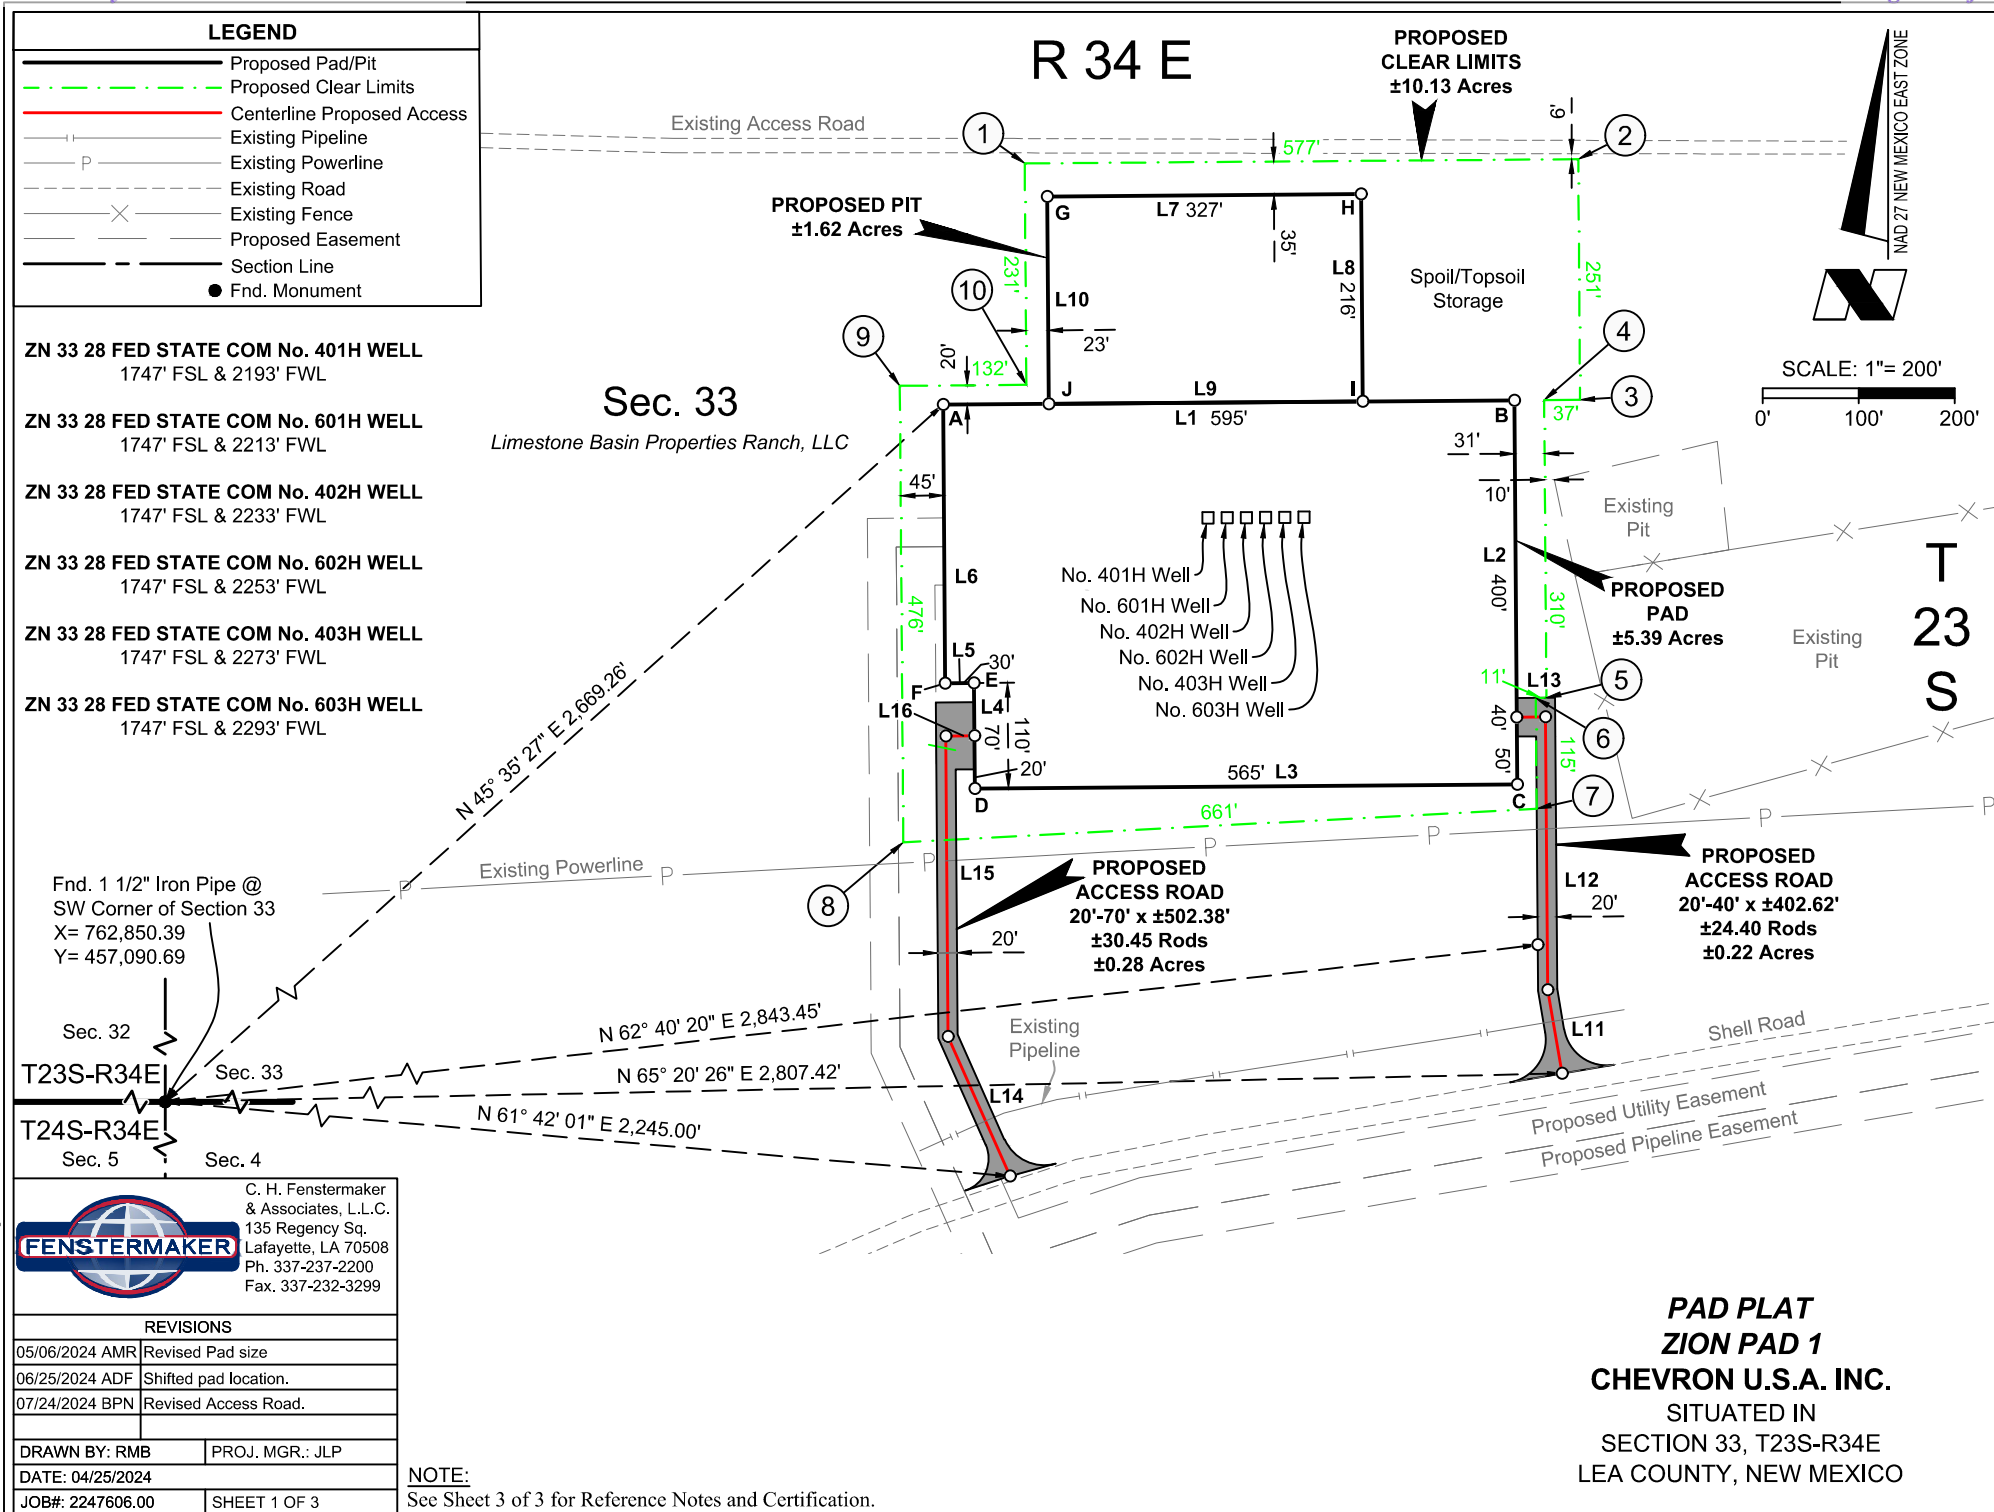 LEGEND
Proposed Pad/Pit
Proposed Clear Limits
Centerline Proposed Access
Existing Pipeline
P Existing Powerline
Existing Road
Existing Fence
Proposed Easement
Section Line
Fnd. Monument
ZN 33 28 FED STATE COM No. 401H WELL
1747' FSL & 2193' FWL
ZN 33 28 FED STATE COM No. 601H WELL
1747' FSL & 2213' FWL
ZN 33 28 FED STATE COM No. 402H WELL
1747' FSL & 2233' FWL
ZN 33 28 FED STATE COM No. 602H WELL
1747' FSL & 2253' FWL
ZN 33 28 FED STATE COM No. 403H WELL
1747' FSL & 2273' FWL
ZN 33 28 FED STATE COM No. 603H WELL
1747' FSL & 2293' FWL
R 34 E
PROPOSED
CLEAR LIMITS
±10.13 Acres
NAD 27 NEW MEXICO EAST ZONE
SCALE: 1"= 200'
0' 100' 200'
Existing Access Road
1
577'
9'
2
PROPOSED PIT
±1.62 Acres
G
L7 327'
H
35'
231'
L10
L8 216'
251'
Spoil/Topsoil
Storage
10
9
4
3
23'
20'
132'
37'
Sec. 33
Limestone Basin Properties Ranch, LLC
A
J
L9
I
B
L1 595'
31'
10'
45'
L6
476'
L2
400'
310'
Existing
Pit
PROPOSED
PAD
±5.39 Acres
Existing
Pit
T
23
S
No. 401H Well
No. 601H Well
No. 402H Well
No. 602H Well
No. 403H Well
No. 603H Well
L5
30'
F
E
L16
L4
70'
110'
20'
D
565' L3
C
11'
L13
40'
50'
115'
5
6
7
661'
8
N 45° 35' 27" E 2,669.26'
Existing Powerline
P
P
P
P
P
P
L15
PROPOSED
ACCESS ROAD
20'-70' x ±502.38'
±30.45 Rods
±0.28 Acres
20'
L12
20'
PROPOSED
ACCESS ROAD
20'-40' x ±402.62'
±24.40 Rods
±0.22 Acres
Fnd. 1 1/2" Iron Pipe @
SW Corner of Section 33
X= 762,850.39
Y= 457,090.69
Sec. 32
T23S-R34E
Sec. 33
T24S-R34E
Sec. 5
Sec. 4
N 62° 40' 20" E 2,843.45'
N 65° 20' 26" E 2,807.42'
N 61° 42' 01" E 2,245.00'
Existing
Pipeline
L14
L11
Shell Road
Proposed Utility Easement
Proposed Pipeline Easement
FENSTERMAKER
C. H. Fenstermaker
& Associates, L.L.C.
135 Regency Sq.
Lafayette, LA 70508
Ph. 337-237-2200
Fax. 337-232-3299
REVISIONS
05/06/2024 AMR Revised Pad size
06/25/2024 ADF Shifted pad location.
07/24/2024 BPN Revised Access Road.
DRAWN BY: RMB PROJ. MGR.: JLP
DATE: 04/25/2024
JOB#: 2247606.00 SHEET 1 OF 3
NOTE:
See Sheet 3 of 3 for Reference Notes and Certification.
PAD PLAT
ZION PAD 1
CHEVRON U.S.A. INC.
SITUATED IN
SECTION 33, T23S-R34E
LEA COUNTY, NEW MEXICO